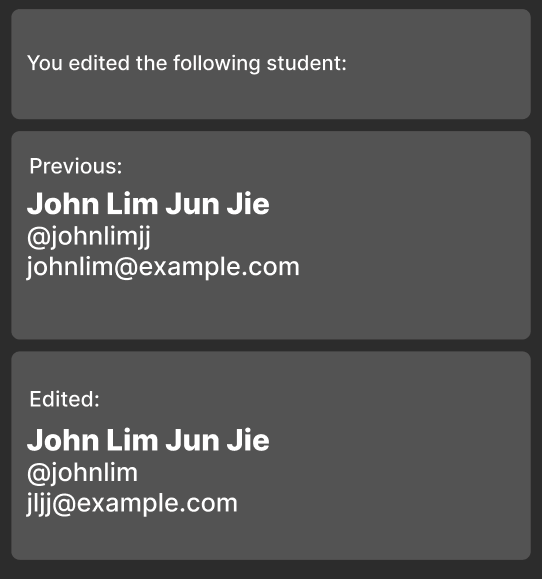 You edited the following student:
Previous:
John Lim Jun Jie
@johnlimjj
johnlim@example.com
Edited:
John Lim Jun Jie
@johnlim
jljj@example.com